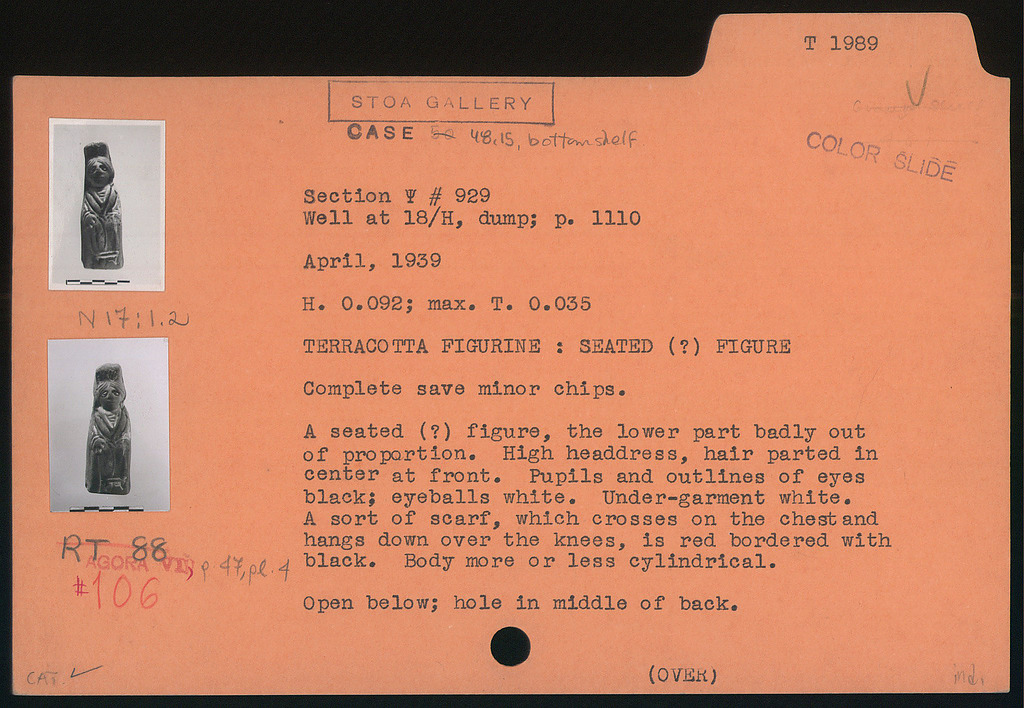 T 1989
STOA GALLERY
CASE 48,15, bottom shelf
COLOR SLIDE
Section Ψ # 929
Well at 18/H, dump; p. 1110
April, 1939
H. 0.092; max. T. 0.035
N 17:1.2
TERRACOTTA FIGURINE : SEATED (?) FIGURE
Complete save minor chips.
A seated (?) figure, the lower part badly out
of proportion. High headdress, hair parted in
center at front. Pupils and outlines of eyes
black; eyeballs white. Under-garment white.
A sort of scarf, which crosses on the chest and
hangs down over the knees, is red bordered with
black. Body more or less cylindrical.
Open below; hole in middle of back.
RT 88
AGORA VI, p. 47, pl. 4
#106
(OVER)
CAT. ✓